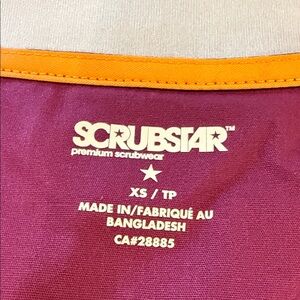 SCRUBSTAR™
premium scrubwear
XS / TP
MADE IN/FABRIQUÉ AU
BANGLADESH
CA#28885